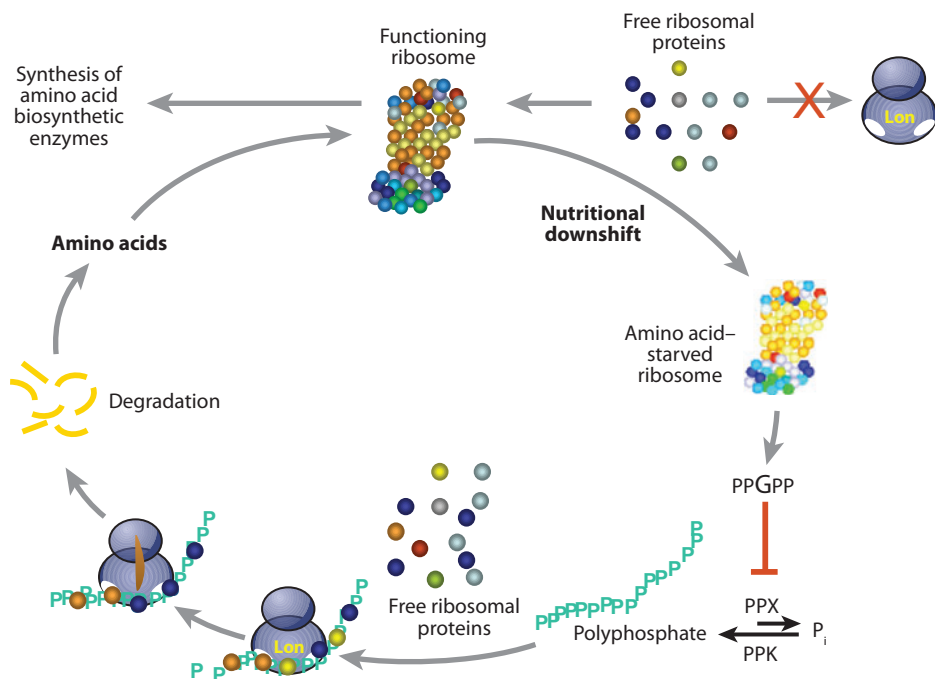 Functioning
ribosome
Free ribosomal
proteins
Synthesis of
amino acid
biosynthetic
enzymes
X
Lon
Nutritional
downshift
Amino acids
Amino acid–
starved
ribosome
Degradation
PPGPP
Free ribosomal
proteins
PPPPPPPPPPPPPPPP
PPX
Polyphosphate
Pi
PPK
Lon